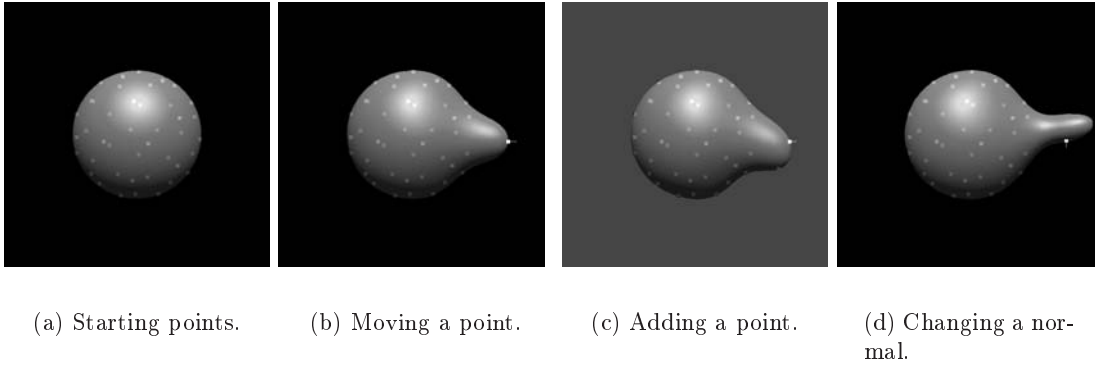 (a) Starting points.
(b) Moving a point.
(c) Adding a point.
(d) Changing a nor-
mal.